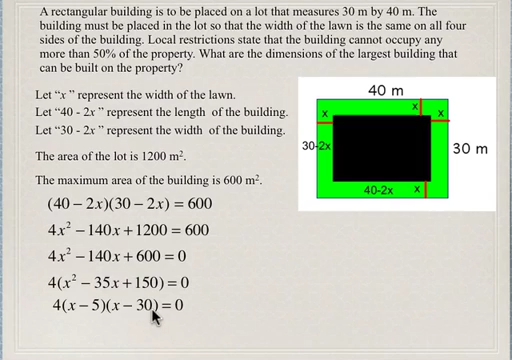 A rectangular building is to be placed on a lot that measures 30 m by 40 m. The
building must be placed in the lot so that the width of the lawn is the same on all four
sides of the building. Local restrictions state that the building cannot occupy any
more than 50% of the property. What are the dimensions of the largest building that
can be built on the property?
Let “x ” represent the width of the lawn.
Let “40 - 2x ” represent the length of the building.
Let “30 - 2x ” represent the width of the building.
The area of the lot is 1200 m².
The maximum area of the building is 600 m².
(40 – 2x)(30 – 2x) = 600
4x² – 140x + 1200 = 600
4x² – 140x + 600 = 0
4(x² – 35x + 150) = 0
4(x – 5)(x – 30) = 0
40 m
x
x
x
30-2x
30 m
40-2x
x